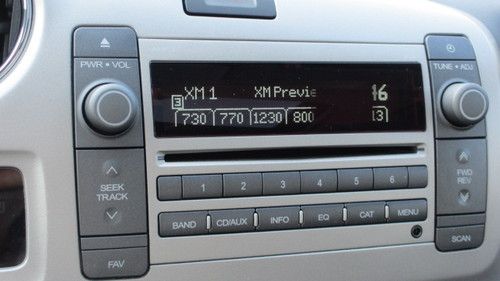 PWR • VOL
TUNE • ADJ
XM 1 XM Previe 16
3
730 770 1230 800 13
1 2 3 4 5 6
SEEK
TRACK
FWD
REV
BAND CD/AUX INFO EQ CAT MENU
FAV
SCAN